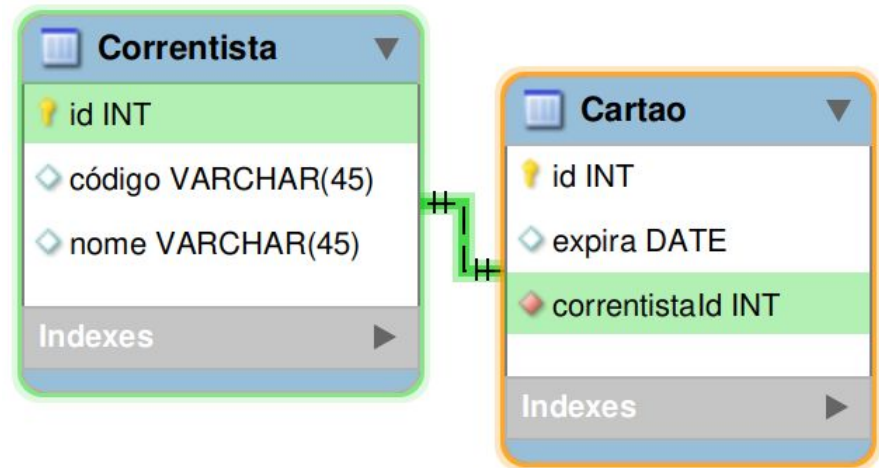 Correntista
id INT
código VARCHAR(45)
nome VARCHAR(45)
Indexes
Cartao
id INT
expira DATE
correntistaId INT
Indexes